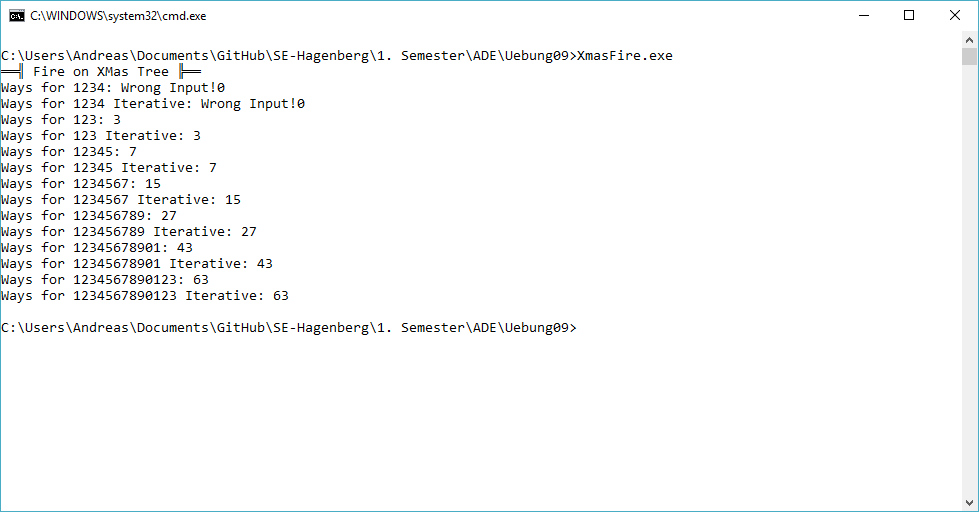 C:\WINDOWS\system32\cmd.exe
C:\Users\Andreas\Documents\GitHub\SE-Hagenberg\1. Semester\ADE\Uebung09>XmasFire.exe
══╣ Fire on XMas Tree ╠══
Ways for 1234: Wrong Input!0
Ways for 1234 Iterative: Wrong Input!0
Ways for 123: 3
Ways for 123 Iterative: 3
Ways for 12345: 7
Ways for 12345 Iterative: 7
Ways for 1234567: 15
Ways for 1234567 Iterative: 15
Ways for 123456789: 27
Ways for 123456789 Iterative: 27
Ways for 12345678901: 43
Ways for 12345678901 Iterative: 43
Ways for 1234567890123: 63
Ways for 1234567890123 Iterative: 63
C:\Users\Andreas\Documents\GitHub\SE-Hagenberg\1. Semester\ADE\Uebung09>